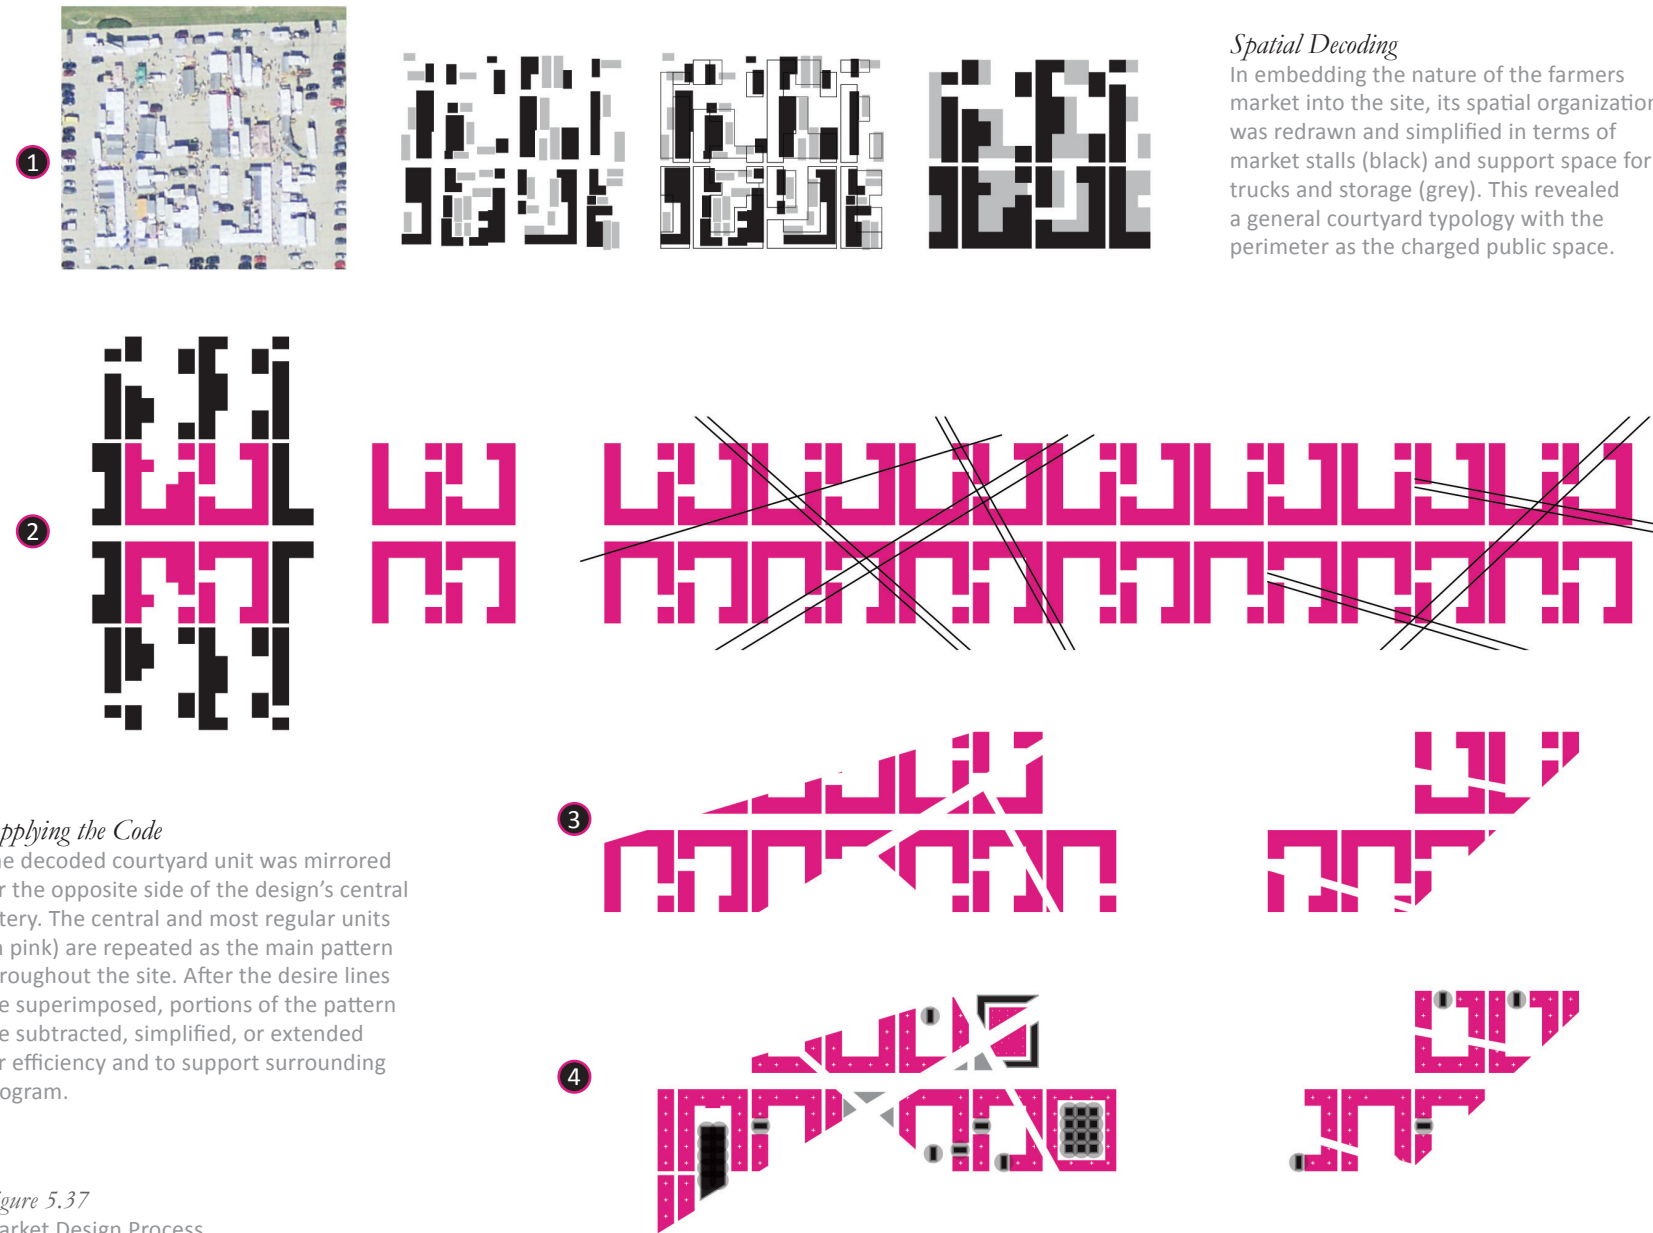 Spatial Decoding
In embedding the nature of the farmers
market into the site, its spatial organization
was redrawn and simplified in terms of
market stalls (black) and support space for
trucks and storage (grey). This revealed
a general courtyard typology with the
perimeter as the charged public space.
1
2
3
pplying the Code
e decoded courtyard unit was mirrored
r the opposite side of the design’s central
tery. The central and most regular units
n pink) are repeated as the main pattern
roughout the site. After the desire lines
e superimposed, portions of the pattern
e subtracted, simplified, or extended
r efficiency and to support surrounding
ogram.
4
gure 5.37
arket Design Process